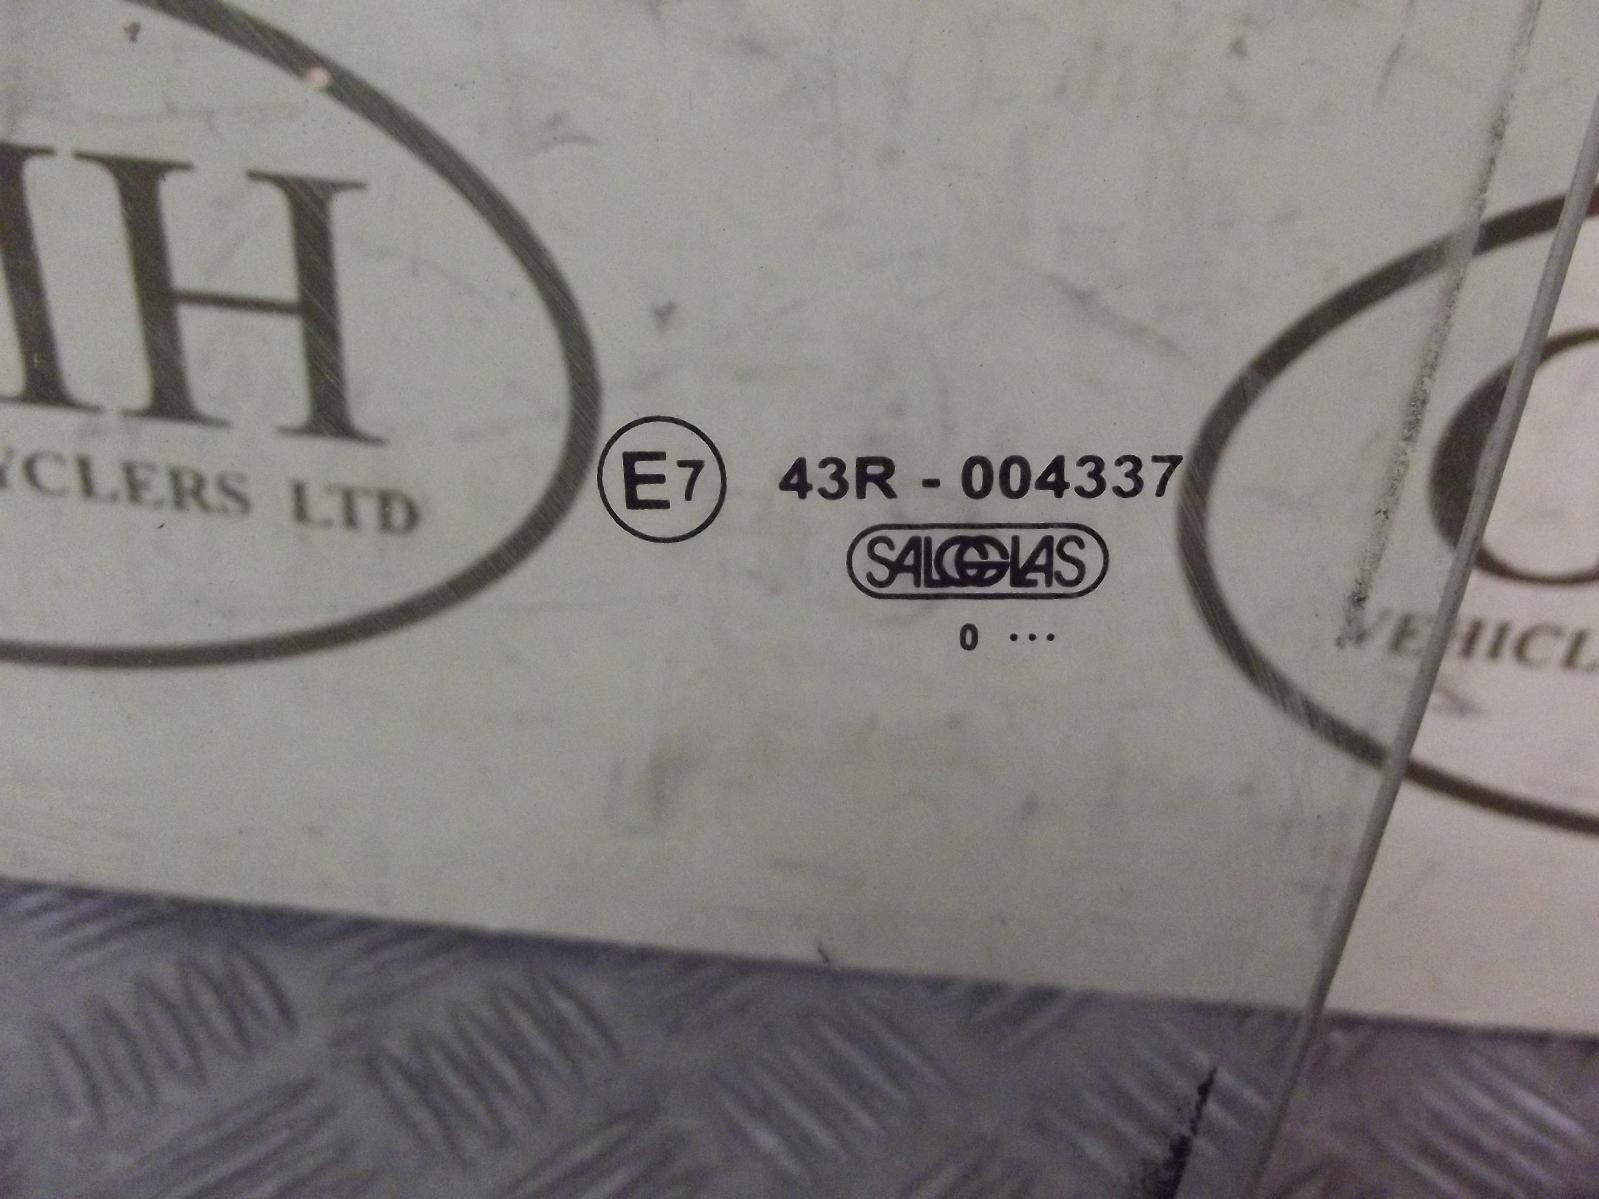 IH
YCLERS LTD
E7 43R - 004337
SALGGLAS
0 ...
VEHICL